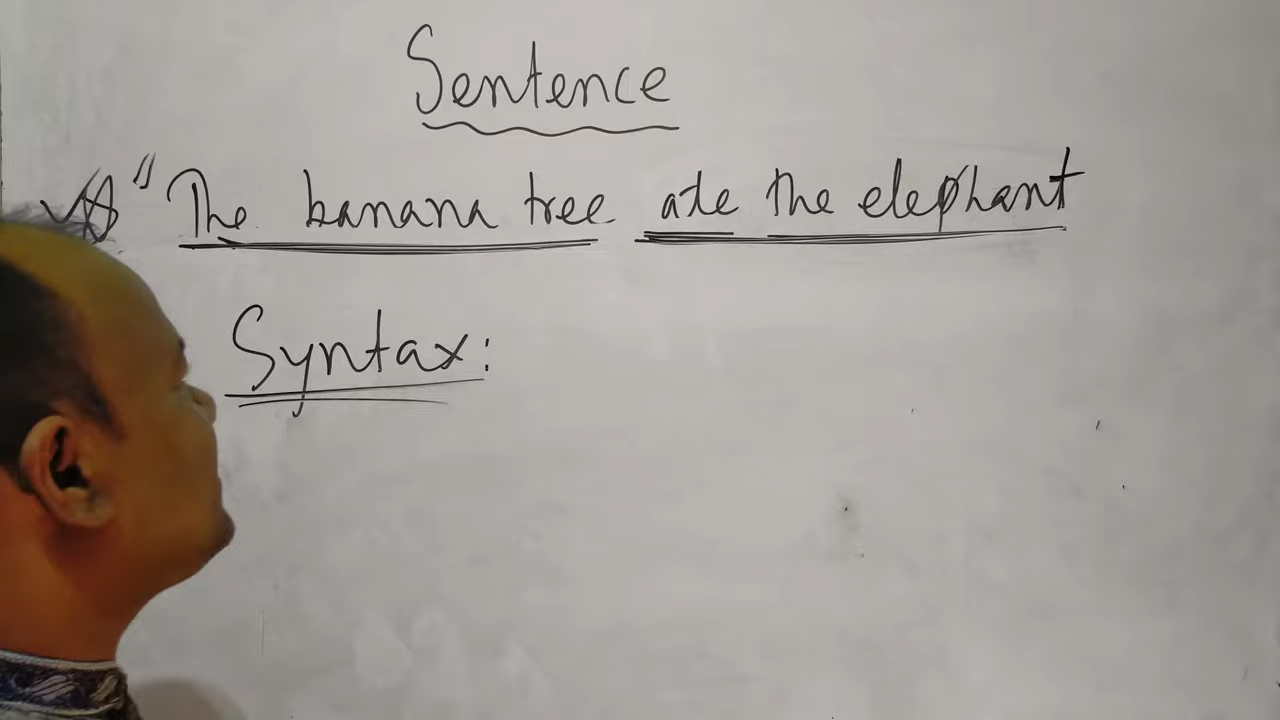 Sentence
" The banana tree ate the elephant
Syntax: